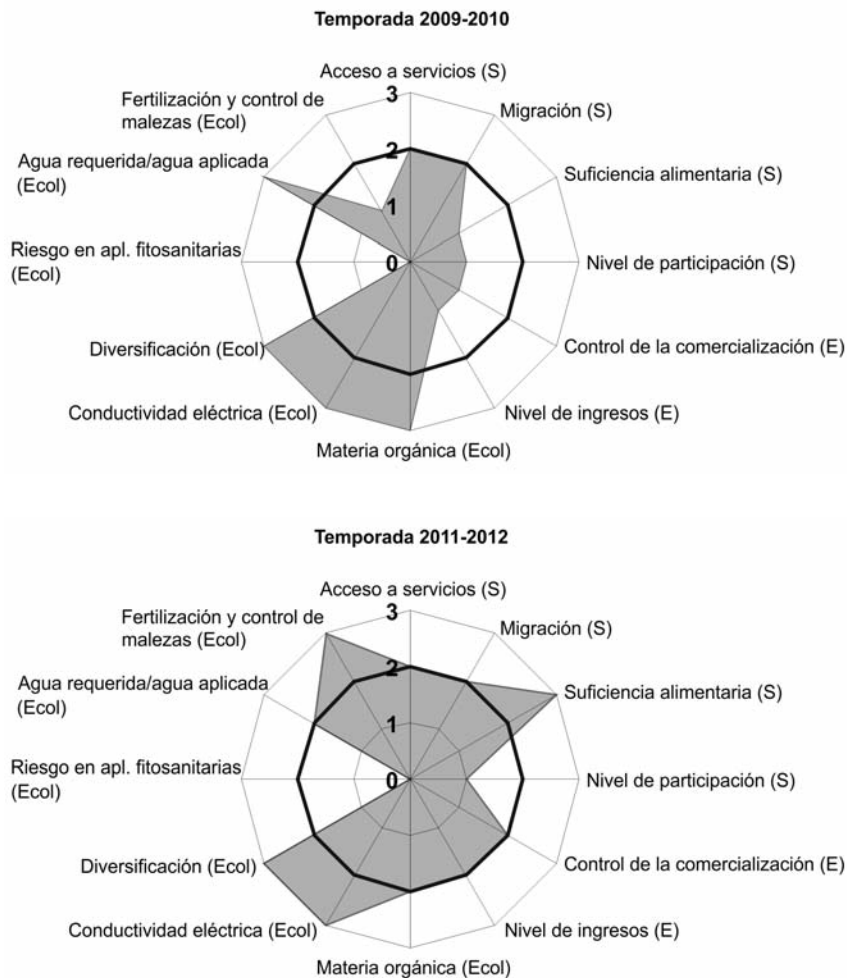 Temporada 2009-2010
Acceso a servicios (S)
Fertilización y control de
malezas (Ecol)
Migración (S)
Agua requerida/agua aplicada
(Ecol)
Suficiencia alimentaria (S)
Riesgo en apl. fitosanitarias
(Ecol)
Nivel de participación (S)
Diversificación (Ecol)
Control de la comercialización (E)
Conductividad eléctrica (Ecol)
Nivel de ingresos (E)
Materia orgánica (Ecol)
3
2
1
0
Temporada 2011-2012
Acceso a servicios (S)
Fertilización y control de
malezas (Ecol)
Migración (S)
Agua requerida/agua aplicada
(Ecol)
Suficiencia alimentaria (S)
Riesgo en apl. fitosanitarias
(Ecol)
Nivel de participación (S)
Diversificación (Ecol)
Control de la comercialización (E)
Conductividad eléctrica (Ecol)
Nivel de ingresos (E)
Materia orgánica (Ecol)
3
2
1
0